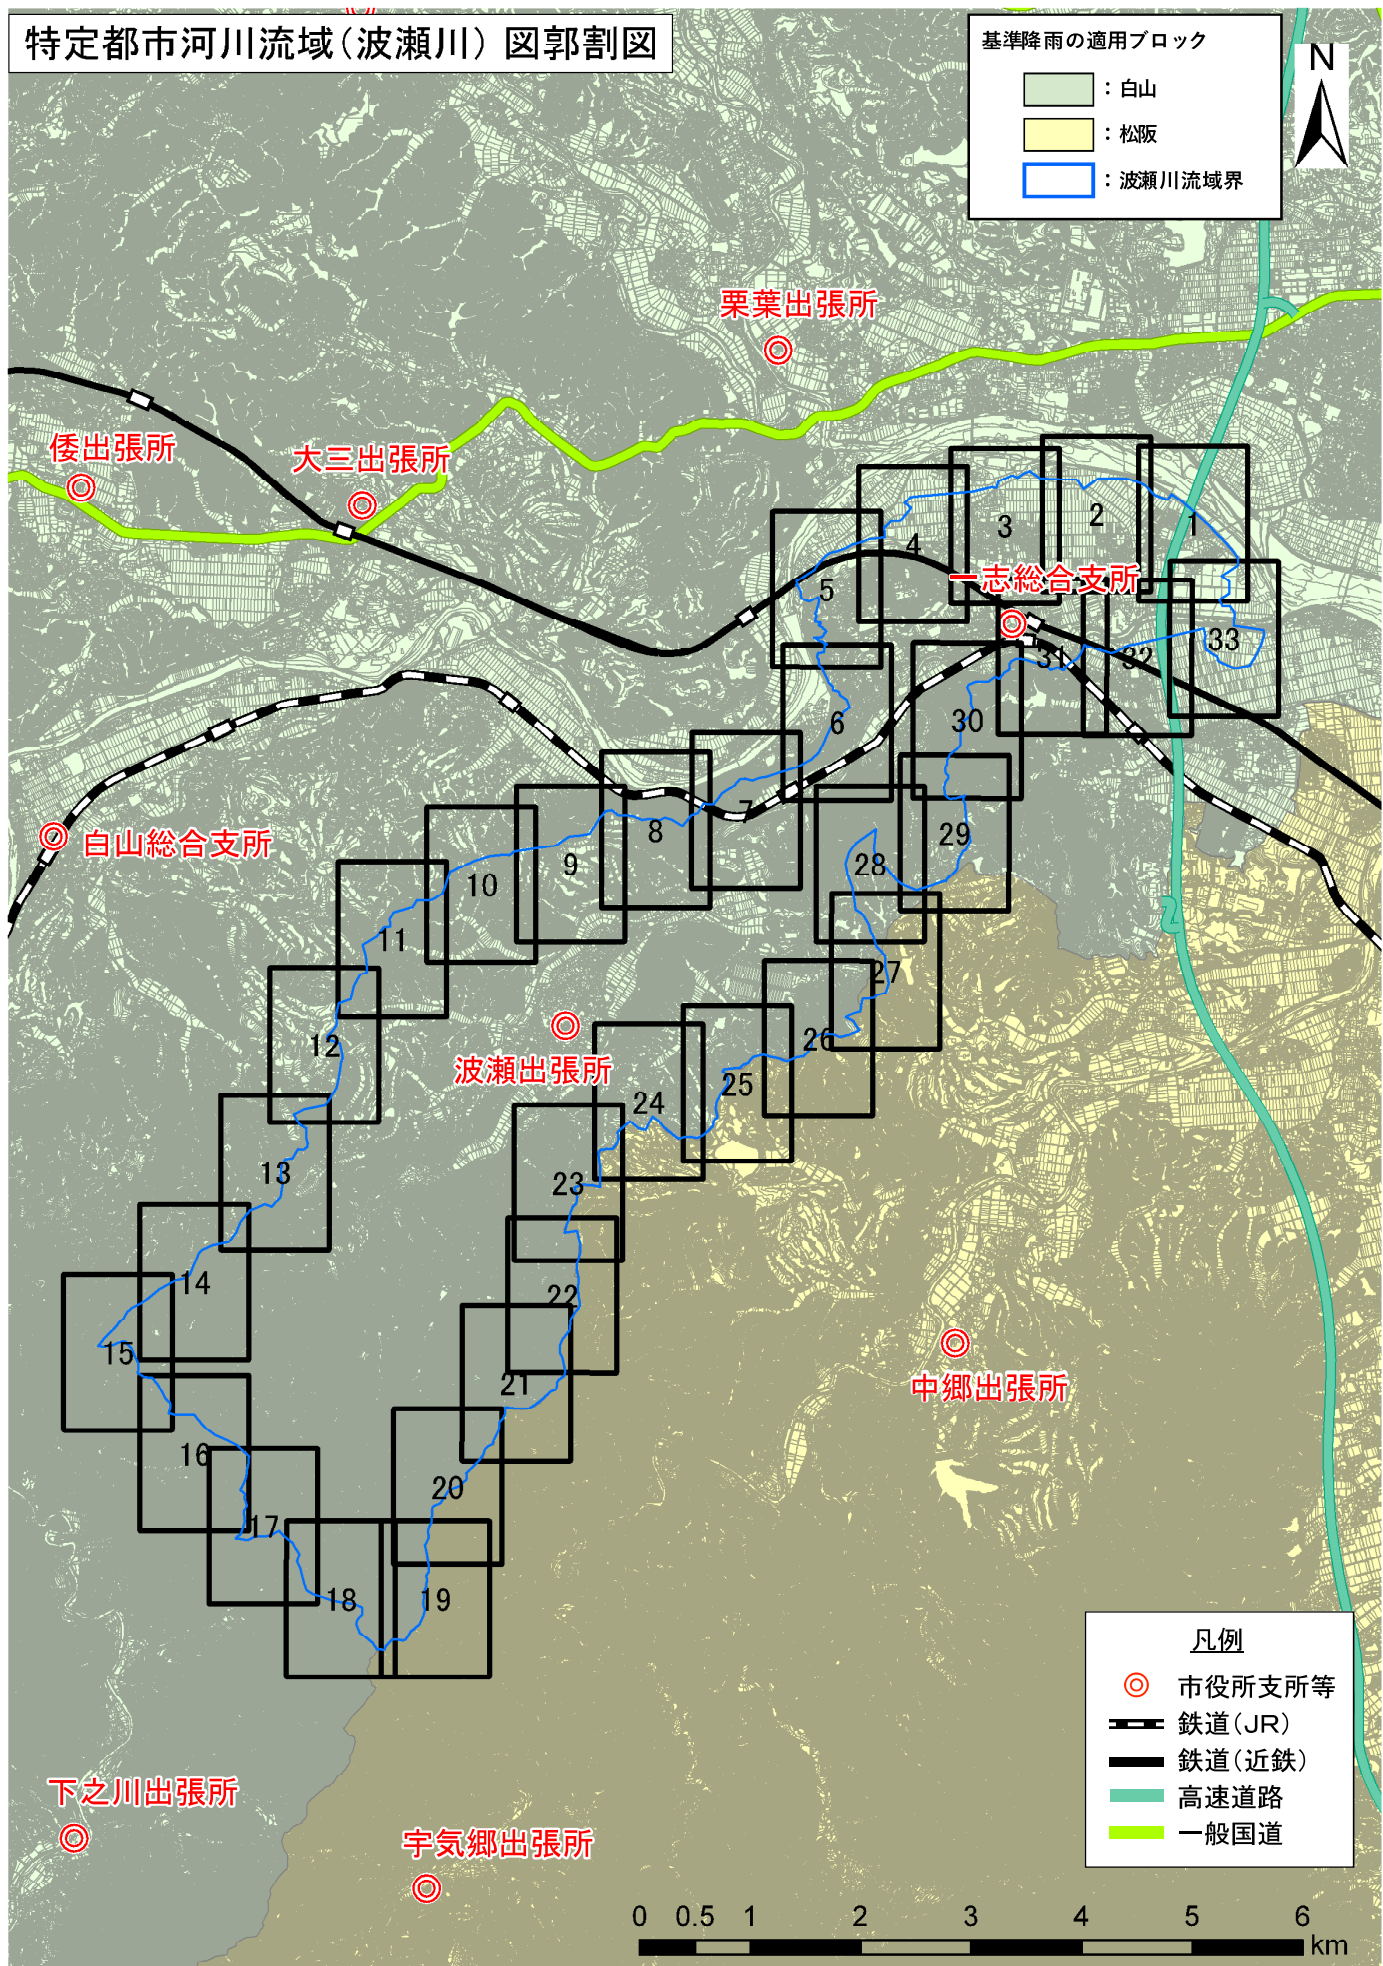 特定都市河川流域(波瀬川) 図郭割図
基準降雨の適用ブロック
：白山
：松阪
：波瀬川流域界
N
栗葉出張所
倭出張所
大三出張所
1
2
3
4
一志総合支所
5
33
31
32
6
30
7
8
29
白山総合支所
9
28
10
11
27
12
26
波瀬出張所
25
24
13
23
14
22
15
中郷出張所
21
16
20
17
18
19
凡例
市役所支所等
鉄道(JR)
鉄道(近鉄)
高速道路
一般国道
下之川出張所
宇気郷出張所
0 0.5 1 2 3 4 5 6
km